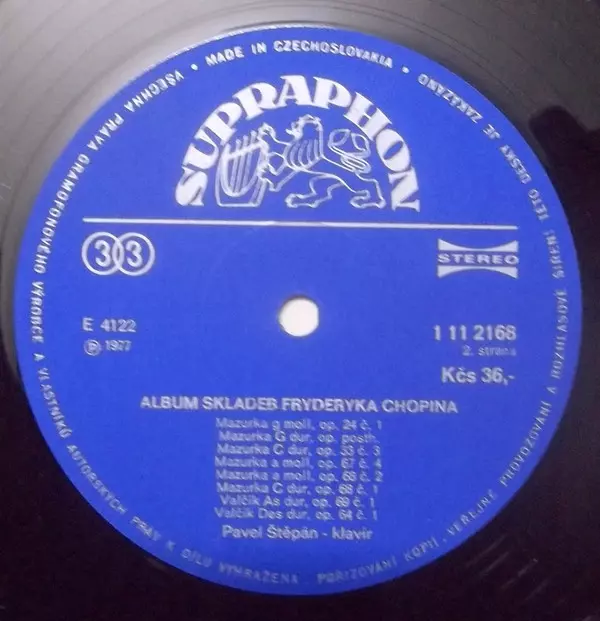 VŠECHNA PRÁVA GRAMOFONOVÉHO VÝROBCE A VLASTNÍKŮ AUTORSKÝCH PRÁV K DÍLU VYHRAŽENA · POŘIZOVÁNÍ KOPIÍ, VEŘEJNÉ PROVOZOVÁNÍ A ROZHLASOVÉ ŠÍŘENÍ TÉTO DESKY JE ZAKÁZÁNO · MADE IN CZECHOSLOVAKIA ·
SUPRAPHON
33
STEREO
E 4122
℗ 1977
1 11 2168
2. strana
Kčs 36,-
ALBUM SKLADEB FRYDERYKA CHOPINA
Mazurka g moll, op. 24 č. 1
Mazurka G dur, op. posth.
Mazurka C dur, op. 33 č. 3
Mazurka a moll, op. 67 č. 4
Mazurka a moll, op. 68 č. 2
Mazurka C dur, op. 68 č. 1
Valčík As dur, op. 69 č. 1
Valčík Des dur, op. 64 č. 1
Pavel Štěpán - klavír